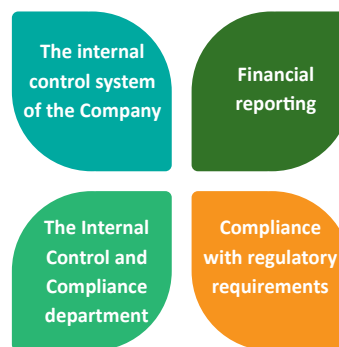 The internal
control system
of the Company
Financial
reporting
The Internal
Control and
Compliance
department
Compliance
with regulatory
requirements